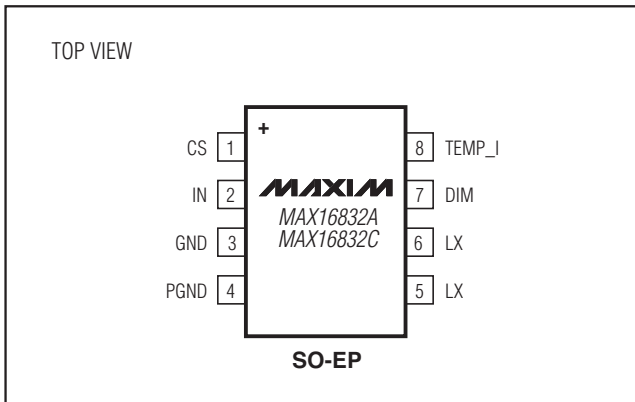 TOP VIEW
+
CS 1
8 TEMP_I
MAXIM
IN 2
7 DIM
MAX16832A
MAX16832C
GND 3
6 LX
PGND 4
5 LX
SO-EP